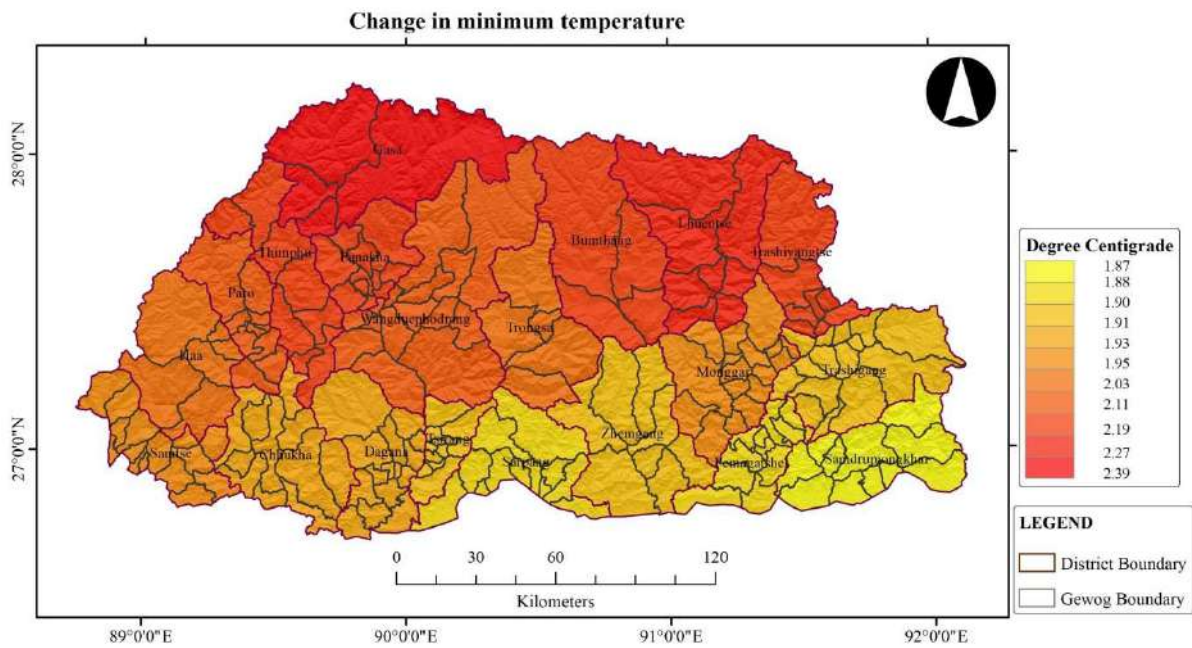 Change in minimum temperature
28°0'0"N
27°0'0"N
Gasa
Lhuentse
Bumthang
Trashiyangtse
Thimphu
Punakha
Paro
Wangduephodrang
Trongsa
Haa
Monggar
Trashigang
Zhemgang
Samtse
Chhukha
Dagana
Tsirang
Sarpang
Pemagatshel
Samdrupjongkhar
Degree Centigrade
1.87
1.88
1.90
1.91
1.93
1.95
2.03
2.11
2.19
2.27
2.39
LEGEND
District Boundary
Gewog Boundary
0 30 60 120
Kilometers
89°0'0"E 90°0'0"E 91°0'0"E 92°0'0"E